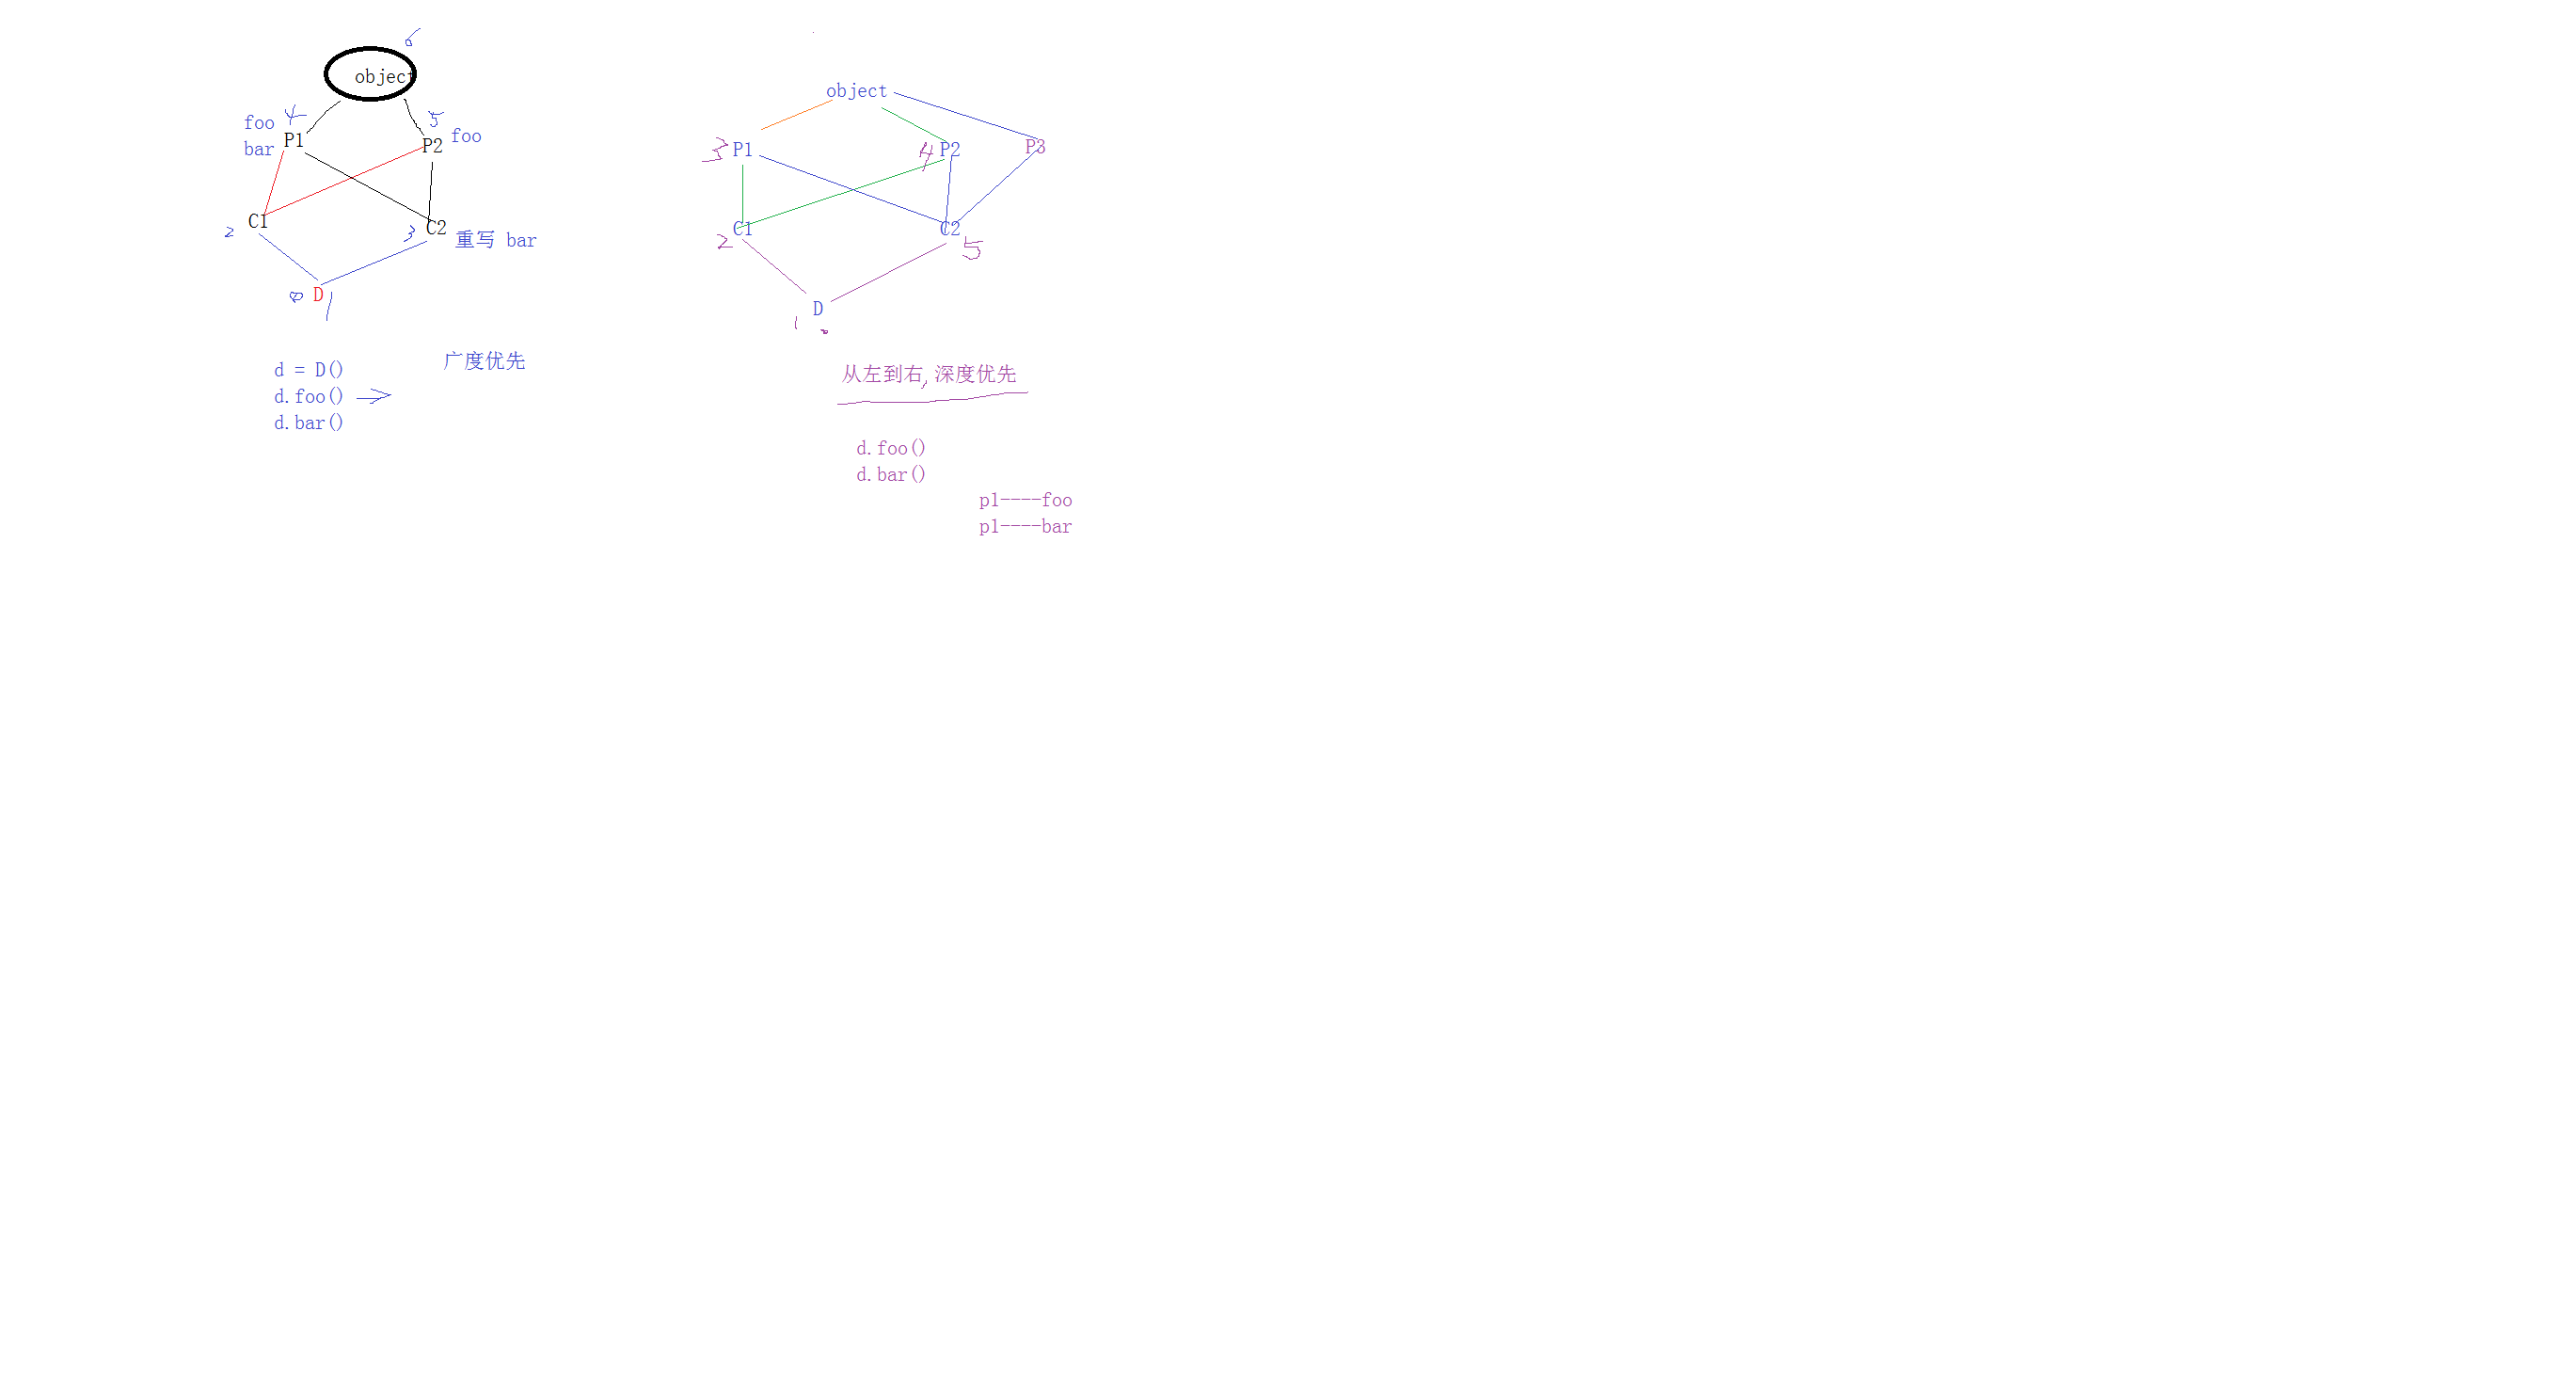 6
object
4
5
foo
P1
foo
bar
P2
C1
2
C2
3
重写 bar
D
1
d = D()
广度优先
d.foo()
d.bar()
object
3 P1
4 P2
P3
C1
2
C2
5
D
1
从左到右,深度优先
d.foo()
d.bar()
p1----foo
p1----bar